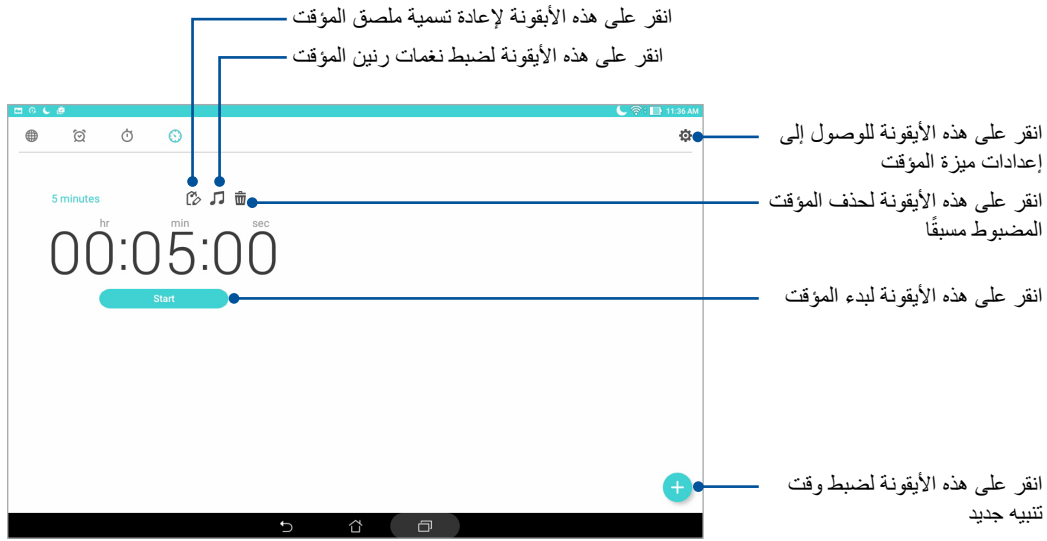 انقر على هذه الأيقونة لإعادة تسمية ملصق المؤقت
انقر على هذه الأيقونة لضبط نغمات رنين المؤقت
11:36 AM
انقر على هذه الأيقونة للوصول إلى
إعدادات ميزة المؤقت
5 minutes
انقر على هذه الأيقونة لحذف المؤقت
المضبوط مسبقًا
hr min sec
00:05:00
Start
انقر على هذه الأيقونة لبدء المؤقت
انقر على هذه الأيقونة لضبط وقت
تنبيه جديد